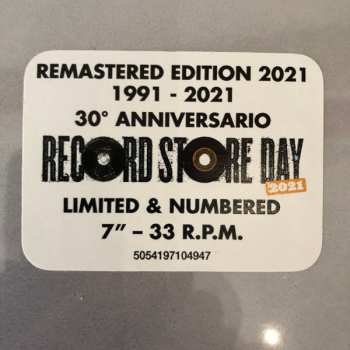 REMASTERED EDITION 2021
1991 - 2021
30° ANNIVERSARIO
RECORD STORE DAY
2021
LIMITED & NUMBERED
7” – 33 R.P.M.
5054197104947